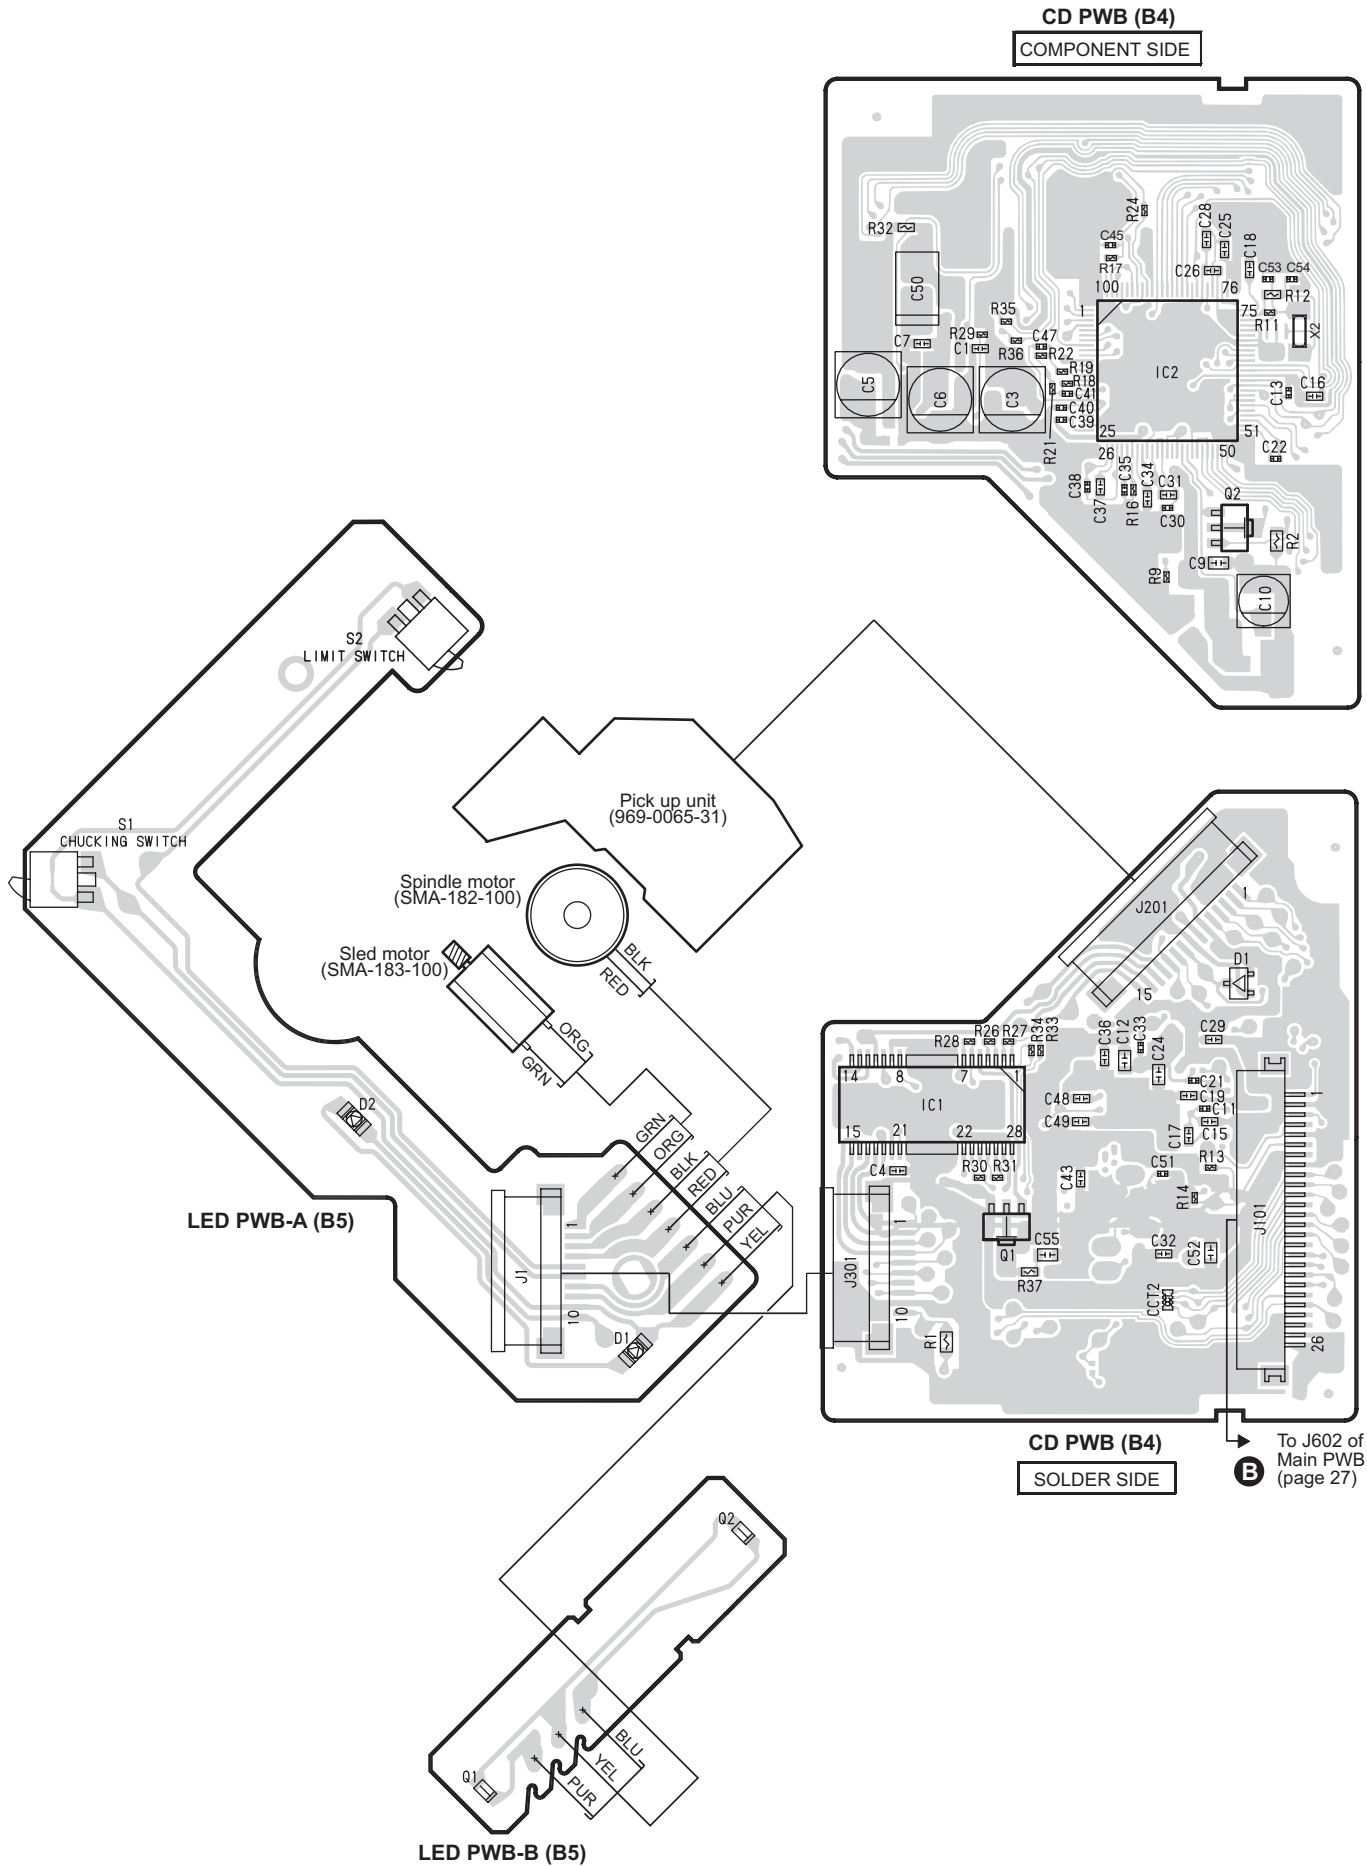 CD PWB (B4)
COMPONENT SIDE
R24
C28
C25
R32
C45
C18
R17
C26
C53
C54
100
76
C50
1
75
R12
R11
X2
R35
R29
C47
C7
C1
R36
R22
IC2
R19
C5
C6
C3
R18
C41
C13
C16
C40
C39
25
51
R21
26
50
C22
C38
C37
C35
R16
C34
C31
C30
Q2
R2
C9
R9
C10
S2
LIMIT SWITCH
Pick up unit
(969-0065-31)
S1
CHUCKING SWITCH
Spindle motor
(SMA-182-100)
BLK
RED
Sled motor
(SMA-183-100)
ORG
GRN
J201
1
15
D1
R28
R26
R27
R34
R33
C36
C12
C33
C24
C29
14
8
7
1
IC1
15
21
22
28
C48
C49
C21
C19
C11
C15
C17
1
C4
R30
R31
C43
C51
R13
R14
J101
D2
GRN
ORG
BLK
RED
BLU
PUR
YEL
LED PWB-A (B5)
J1
1
10
D1
J301
1
10
Q1
C55
R37
C32
C52
CCT2
R1
26
CD PWB (B4)
SOLDER SIDE
To J602 of
Main PWB
(page 27)
B
Q2
Q1
BLU
YEL
PUR
LED PWB-B (B5)